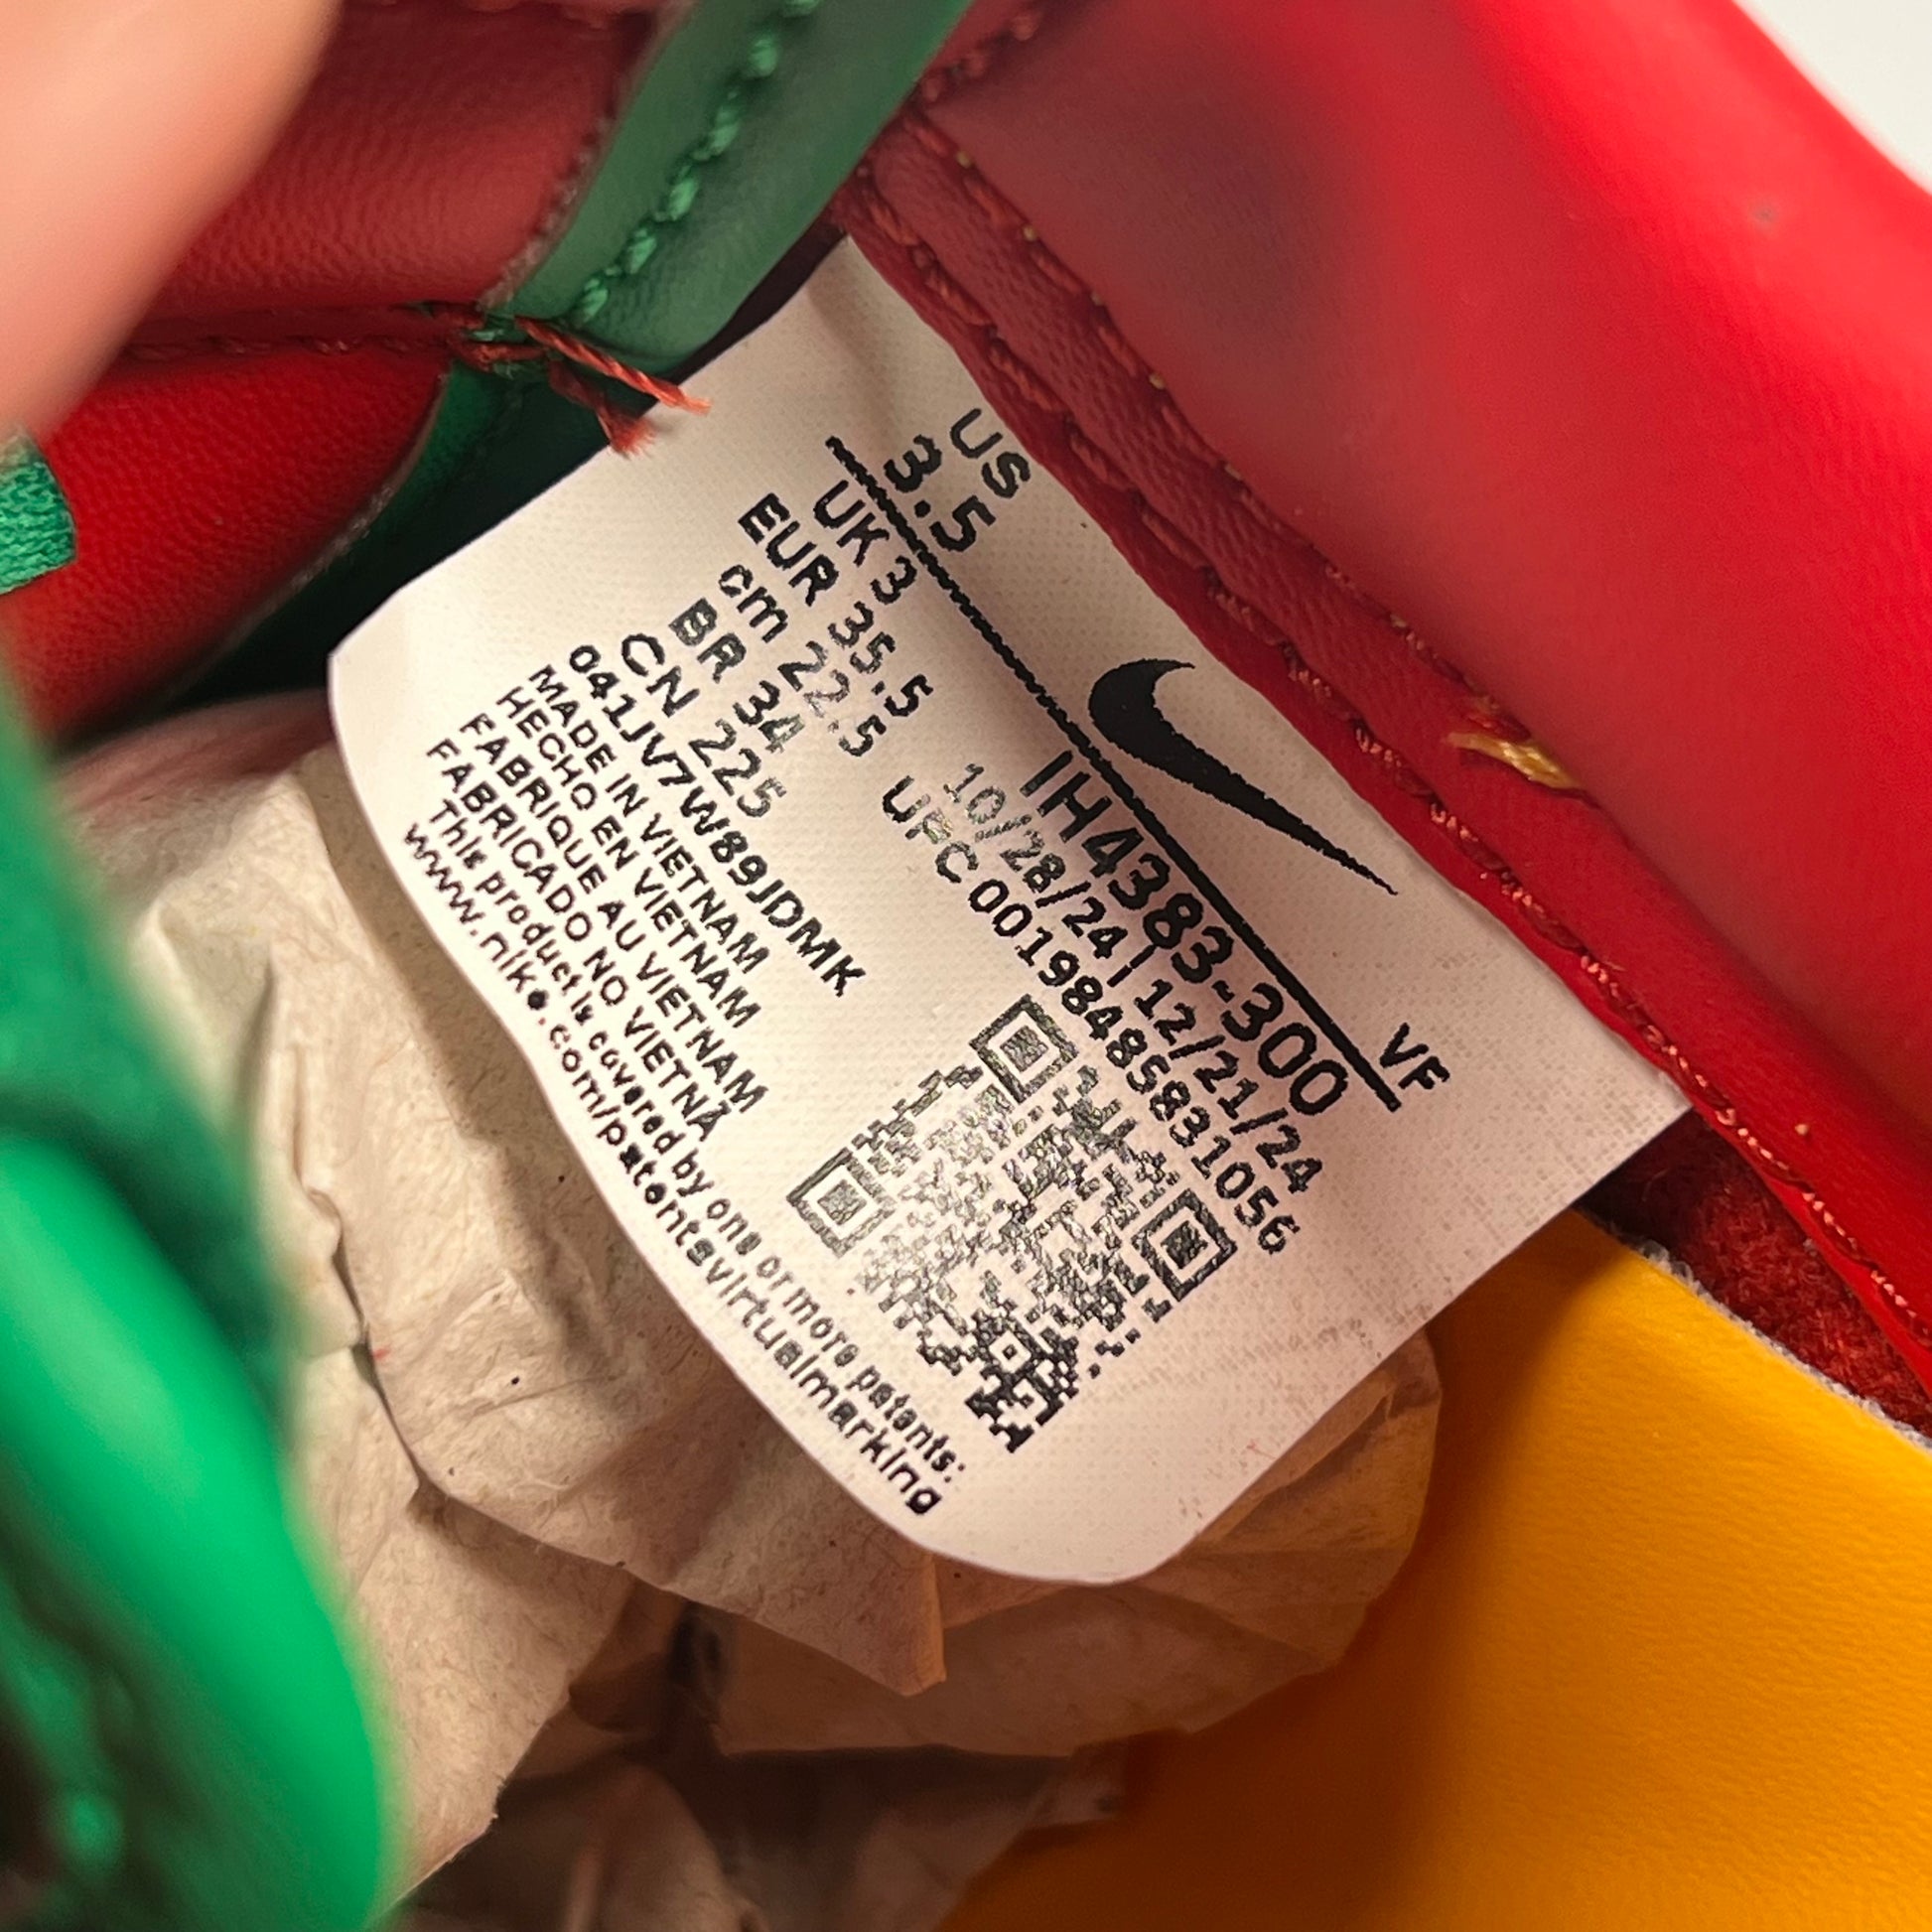 US
3.5
VF
UK 3
EUR 35.5
cm 22.5
BR 34
CN 225
IH4383-300
10/28/24 | 12/21/24
UPC 00198485831056
041JV7W89JDMK
MADE IN VIETNAM
HECHO EN VIETNAM
FABRIQUE AU VIETNAM
FABRICADO NO VIETNÃ
This product is covered by one or more patents:
www.nike.com/patentsvirtualmarking